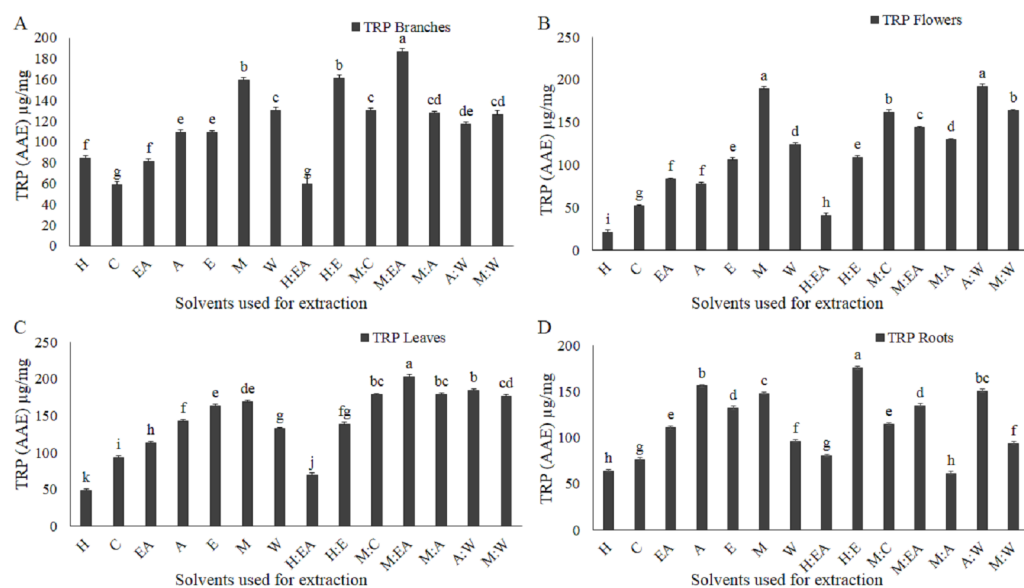 A
TRP Branches
TRP (AAE) µg/mg
200
180
160
140
120
100
80
60
40
20
0
f g f e e b c g b c a cd de cd
H C EA A E M W H:EA H:E M:C M:EA M:A A:W M:W
Solvents used for extraction
B
TRP Flowers
TRP (AAE) µg/mg
250
200
150
100
50
0
i g f f e a d h e b c d a b
H C EA A E M W H:EA H:E M:C M:EA M:A A:W M:W
Solvents used for extraction
C
TRP Leaves
TRP (AAE) µg/mg
250
200
150
100
50
0
k i h f e de g j fg bc a bc b cd
H C EA A E M W H:EA H:E M:C M:EA M:A A:W M:W
Solvents used for extraction
D
TRP Roots
TRP (AAE) µg/mg
200
150
100
50
0
h g e b d c f g a e d h bc f
H C EA A E M W H:EA H:E M:C M:EA M:A A:W M:W
Solvents used for extraction